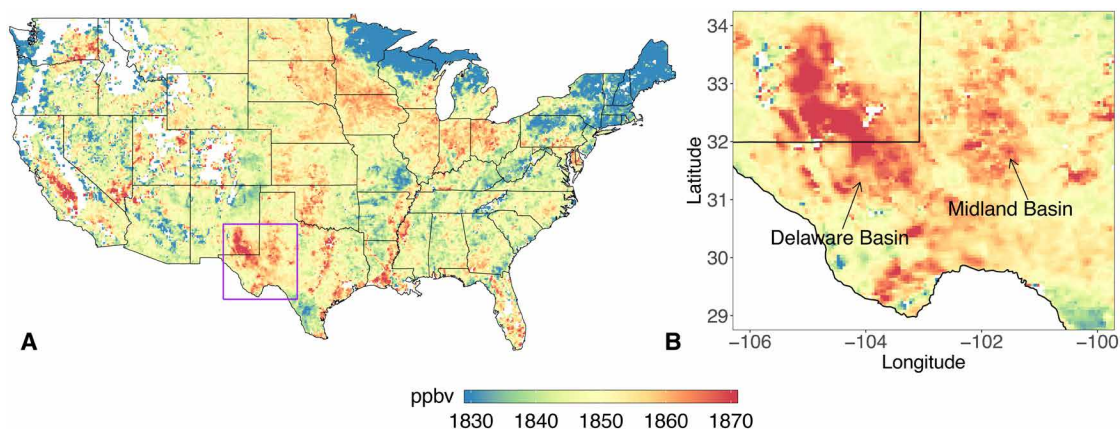 A
34
33
32
31
30
29
Latitude
Midland Basin
Delaware Basin
B
−106
−104
−102
−100
Longitude
ppbv
1830
1840
1850
1860
1870